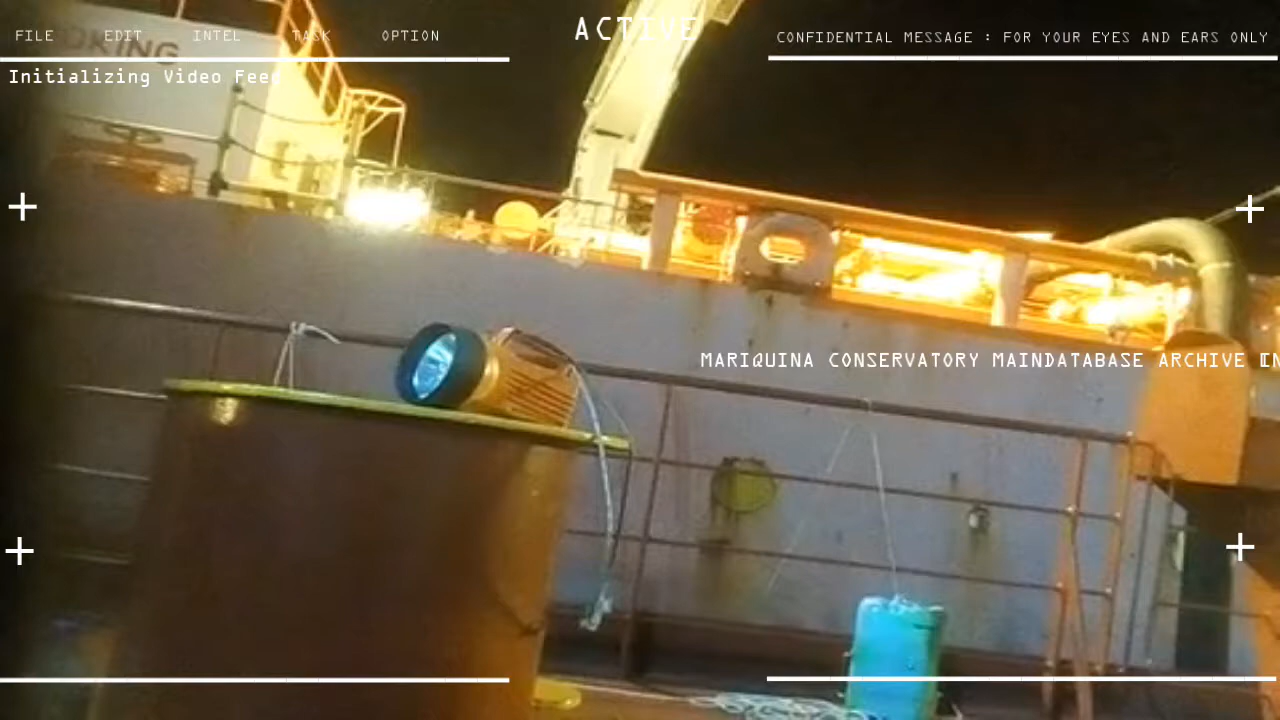 FILE EDIT INTEL TASK OPTION
ACTIVE
CONFIDENTIAL MESSAGE : FOR YOUR EYES AND EARS ONLY
Initializing Video Feed
MARIQUINA CONSERVATORY MAINDATABASE ARCHIVE